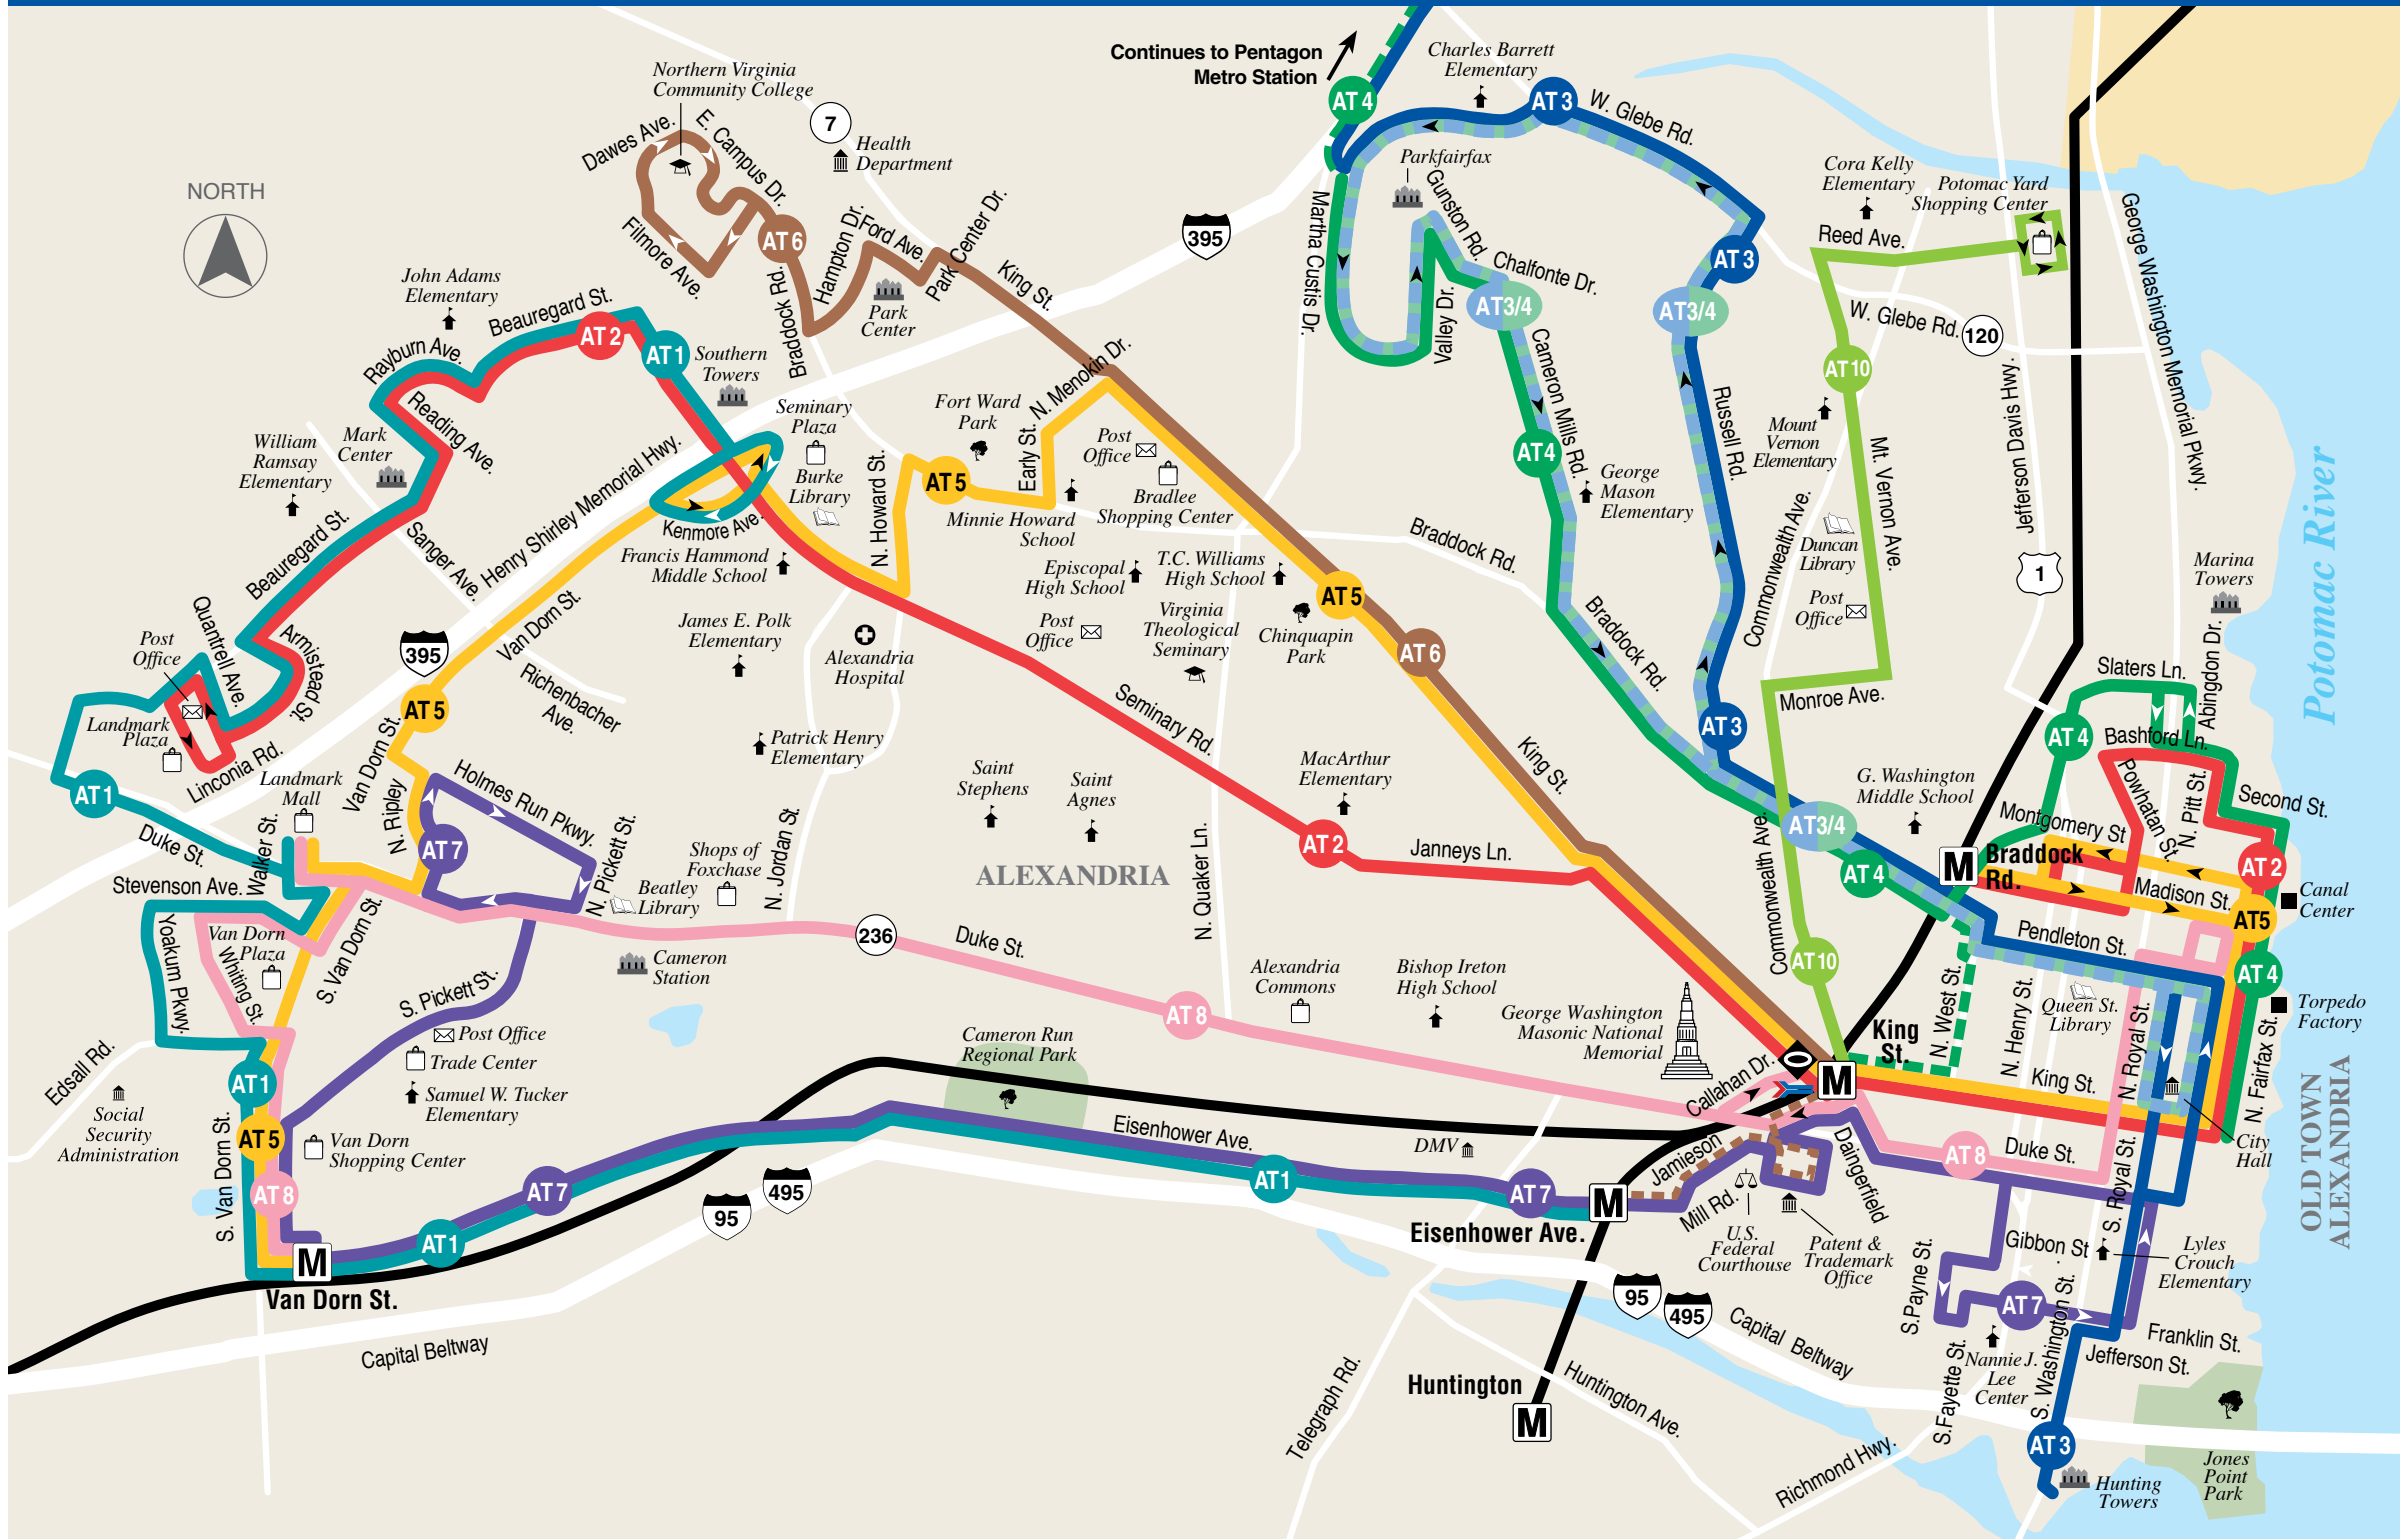 Continues to Pentagon
Metro Station
Charles Barrett
Elementary
Northern Virginia
Community College
AT 4
AT 3
W. Glebe Rd.
Dawes Ave.
E. Campus Dr.
7
Health
Department
Parkfairfax
Cora Kelly
Elementary
Potomac Yard
Shopping Center
NORTH
Filmore Ave.
AT 6
Braddock Rd.
Hampton Dr.
Ford Ave.
Park Center Dr.
King St.
395
Martha Custis Dr.
Gunston Rd.
Chalfonte Dr.
AT 3
Reed Ave.
George Washington Memorial Pkwy.
John Adams
Elementary
Beauregard St.
Park
Center
AT3/4
AT3/4
Valley Dr.
W. Glebe Rd.
120
AT 2
AT 1
Southern
Towers
Rayburn Ave.
Reading Ave.
N. Menokin Dr.
Cameron Mills Rd.
AT 10
Jefferson Davis Hwy.
Seminary
Plaza
Fort Ward
Park
Early St.
Russell Rd.
William
Ramsay
Elementary
Mark
Center
Henry Shirley Memorial Hwy.
Burke
Library
N. Howard St.
AT 5
Post
Office
Bradlee
Shopping Center
AT4
Mount
Vernon
Elementary
Mt. Vernon Ave.
Beauregard St.
Sanger Ave.
Kenmore Ave.
Francis Hammond
Middle School
Minnie Howard
School
Braddock Rd.
George
Mason
Elementary
Commonwealth Ave.
Duncan
Library
Potomac River
Episcopal
High School
T.C. Williams
High School
1
Marina
Towers
Quantrell Ave.
Armistead St.
395
Van Dorn St.
James E. Polk
Elementary
Alexandria
Hospital
Post
Office
Virginia
Theological
Seminary
Chinquapin
Park
AT 5
AT 6
Braddock Rd.
Post
Office
Post
Office
Landmark
Plaza
Linconia Rd.
AT 5
Richenbacher
Ave.
Seminary Rd.
Monroe Ave.
Slaters Ln.
Abingdon Dr.
AT 1
Landmark
Mall
Van Dorn St.
Patrick Henry
Elementary
King St.
AT 3
AT 4
Bashford Ln.
Duke St.
Walker St.
N. Ripley
Holmes Run Pkwy.
Saint
Stephens
Saint
Agnes
MacArthur
Elementary
G. Washington
Middle School
Powhatan St.
N. Pitt St.
Second St.
AT 7
N. Pickett St.
Shops of
Foxchase
N. Jordan St.
AT 2
Janneys Ln.
AT3/4
Montgomery St
M
Braddock
Rd.
AT 2
Stevenson Ave.
Beatley
Library
ALEXANDRIA
N. Quaker Ln.
Commonwealth Ave.
AT 4
Madison St.
Canal
Center
AT5
Yoakum Pkwy.
Van Dorn
Plaza
Whiting St.
S. Van Dorn St.
236
Duke St.
Pendleton St.
Cameron
Station
S. Pickett St.
Alexandria
Commons
Bishop Ireton
High School
AT 10
AT 4
Post Office
AT 8
George Washington
Masonic National
Memorial
N. West St.
N. Henry St.
Queen St.
Library
N. Royal St.
Torpedo
Factory
Edsall Rd.
Trade Center
Cameron Run
Regional Park
King
St.
N. Fairfax St.
AT 1
Samuel W. Tucker
Elementary
Callahan Dr.
M
King St.
OLD TOWN
ALEXANDRIA
Social
Security
Administration
AT 5
Van Dorn
Shopping Center
Eisenhower Ave.
DMV
Jamieson
Daingerfield
AT 8
Duke St.
City
Hall
S. Van Dorn St.
AT 8
AT 7
495
95
AT 1
AT 7
M
Eisenhower Ave.
Mill Rd.
U.S.
Federal
Courthouse
Patent &
Trademark
Office
S. Royal St.
Gibbon St
Lyles
Crouch
Elementary
AT 1
M
Van Dorn St.
S.Payne St.
AT 7
95
495
Capital Beltway
Capital Beltway
Franklin St.
Jefferson St.
S.Fayette St.
Nannie J.
Lee
Center
S. Washington St.
Huntington
M
Telegraph Rd.
Huntington Ave.
Richmond Hwy.
AT 3
Hunting
Towers
Jones
Point
Park